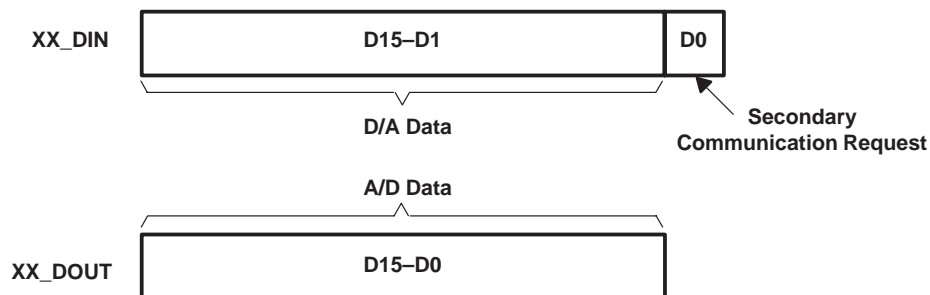 XX_DIN
D15–D1
D0
D/A Data
Secondary
Communication Request
A/D Data
XX_DOUT
D15–D0